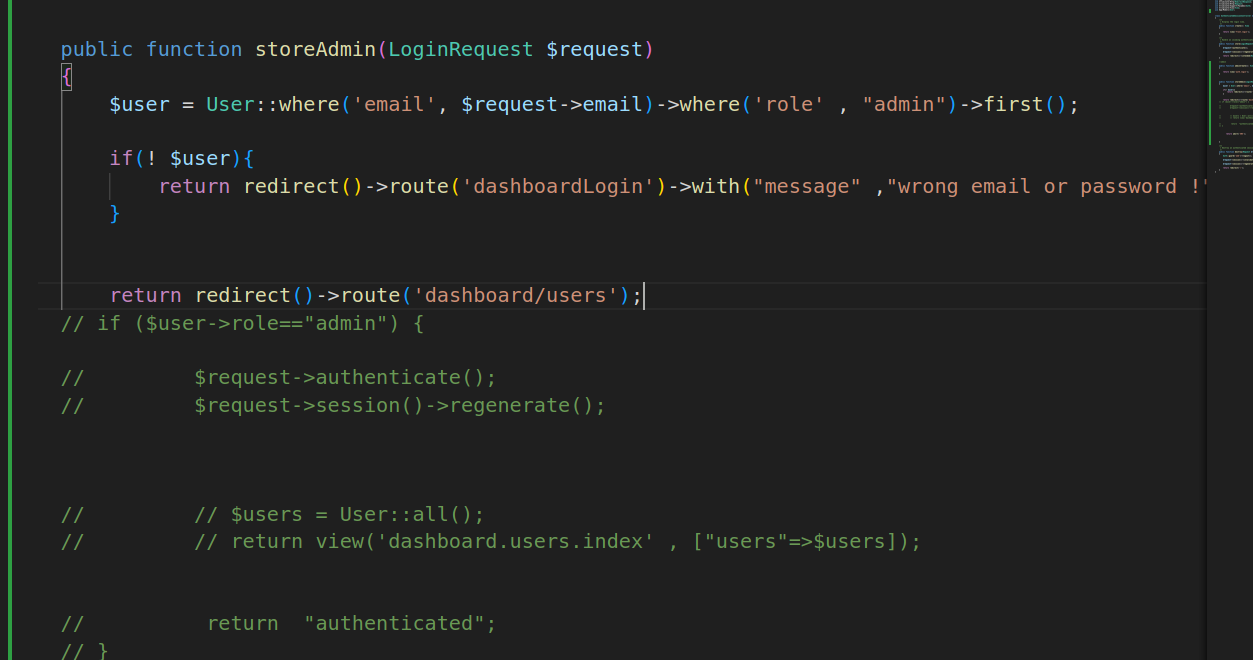 public function storeAdmin(LoginRequest $request)
{
$user = User::where('email', $request->email)->where('role' , "admin")->first();
if(! $user){
return redirect()->route('dashboardLogin')->with("message" ,"wrong email or password !"
}
return redirect()->route('dashboard/users');
// if ($user->role=="admin") {
// $request->authenticate();
// $request->session()->regenerate();
// // $users = User::all();
// // return view('dashboard.users.index' , ["users"=>$users]);
// return  "authenticated";
// }